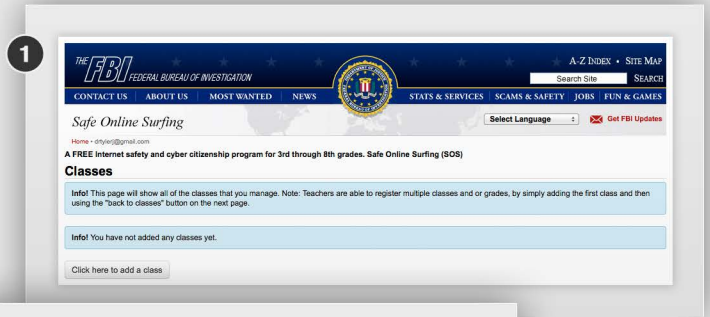 1
THE FBI FEDERAL BUREAU OF INVESTIGATION
A-Z INDEX • SITE MAP
Search Site SEARCH
CONTACT US ABOUT US MOST WANTED NEWS STATS & SERVICES SCAMS & SAFETY JOBS FUN & GAMES
Safe Online Surfing
Select Language Get FBI Updates
Home • drtylerj@gmail.com
A FREE internet safety and cyber citizenship program for 3rd through 8th grades. Safe Online Surfing (SOS)
Classes
Info! This page will show all of the classes that you manage. Note: Teachers are able to register multiple classes and or grades, by simply adding the first class and then
using the "back to classes" button on the next page.
Info! You have not added any classes yet.
Click here to add a class